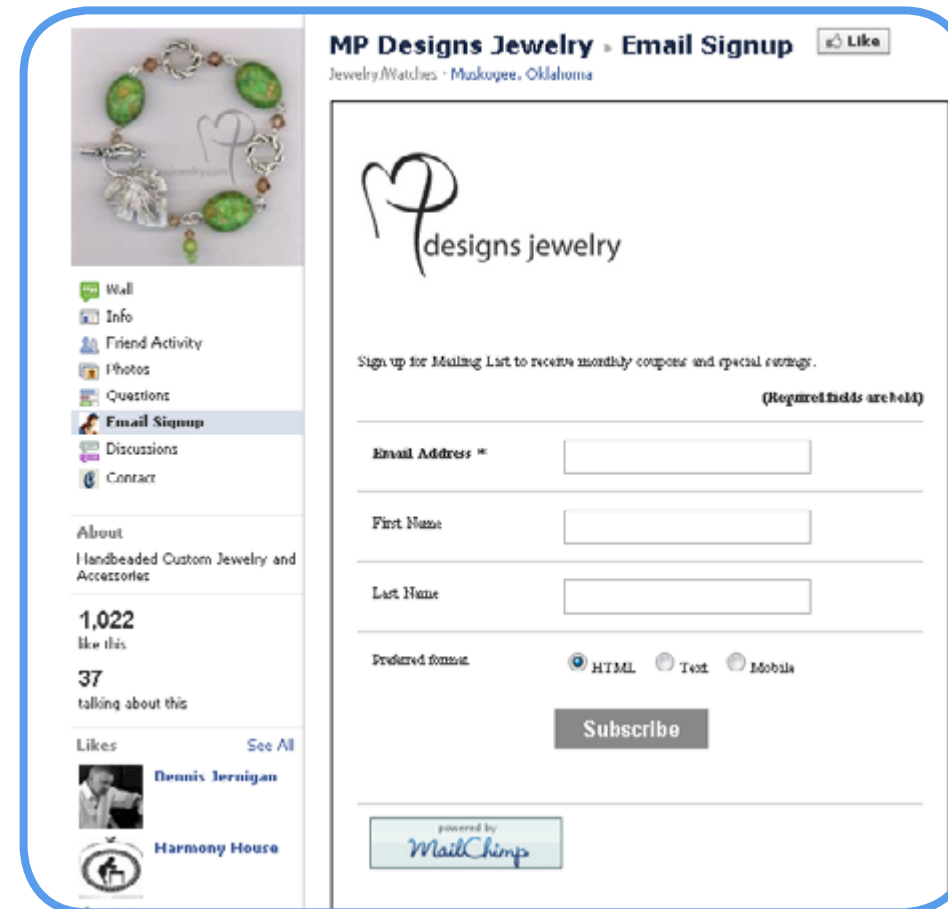 MP Designs Jewelry ▸ Email Signup
Like
Jewelry/Watches · Muskogee, Oklahoma
MP
designs jewelry
Wall
Info
Friend Activity
Photos
Questions
Email Signup
Discussions
Contact
About
Handbeaded Custom Jewelry and
Accessories
1,022
like this
37
talking about this
Likes
See All
Dennis Jernigan
Harmony House
Sign up for Mailing List to receive monthly coupons and special savings.
(Required fields are bold)
Email Address *
First Name
Last Name
Preferred format
HTML
Text
Mobile
Subscribe
powered by
MailChimp